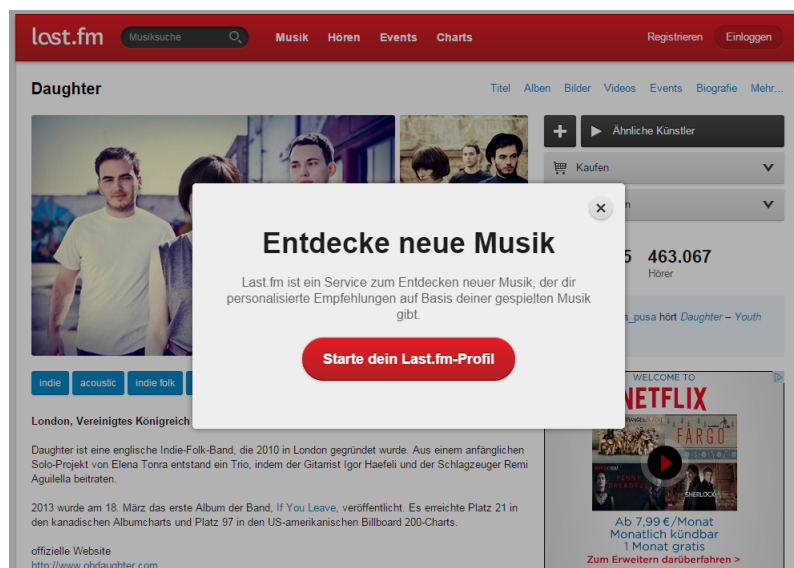 last.fm
Musiksuche
Musik Hören Events Charts
Registrieren Einloggen
Daughter
Titel Alben Bilder Videos Events Biografie Mehr...
Ähnliche Künstler
Kaufen
n
5 463.067
Hörer
Entdecke neue Musik
Last.fm ist ein Service zum Entdecken neuer Musik, der dir
personalisierte Empfehlungen auf Basis deiner gespielten Musik
gibt.
Starte dein Last.fm-Profil
a_pusa hört Daughter – Youth
indie acoustic indie folk
London, Vereinigtes Königreich
Daughter ist eine englische Indie-Folk-Band, die 2010 in London gegründet wurde. Aus einem anfänglichen
Solo-Projekt von Elena Tonra entstand ein Trio, indem der Gitarrist Igor Haefeli und der Schlagzeuger Remi
Aguilella beitraten.
2013 wurde am 18. März das erste Album der Band, If You Leave, veröffentlicht. Es erreichte Platz 21 in
den kanadischen Albumcharts und Platz 97 in den US-amerikanischen Billboard 200-Charts.
offizielle Website
http://www.ohdaughter.com
WELCOME TO
NETFLIX
FARGO
PENNY
DREADFUL
SHERLOCK
Ab 7,99 €/Monat
Monatlich kündbar
1 Monat gratis
Zum Erweitern darüberfahren >